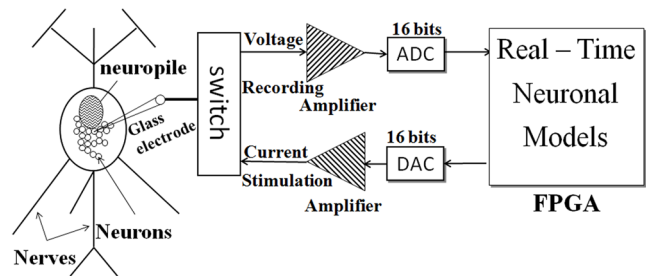 neuropile
Glass
electrode
Neurons
Nerves
switch
Voltage
Recording
Amplifier
16 bits
ADC
Current
Stimulation
Amplifier
16 bits
DAC
Real – Time
Neuronal
Models
FPGA